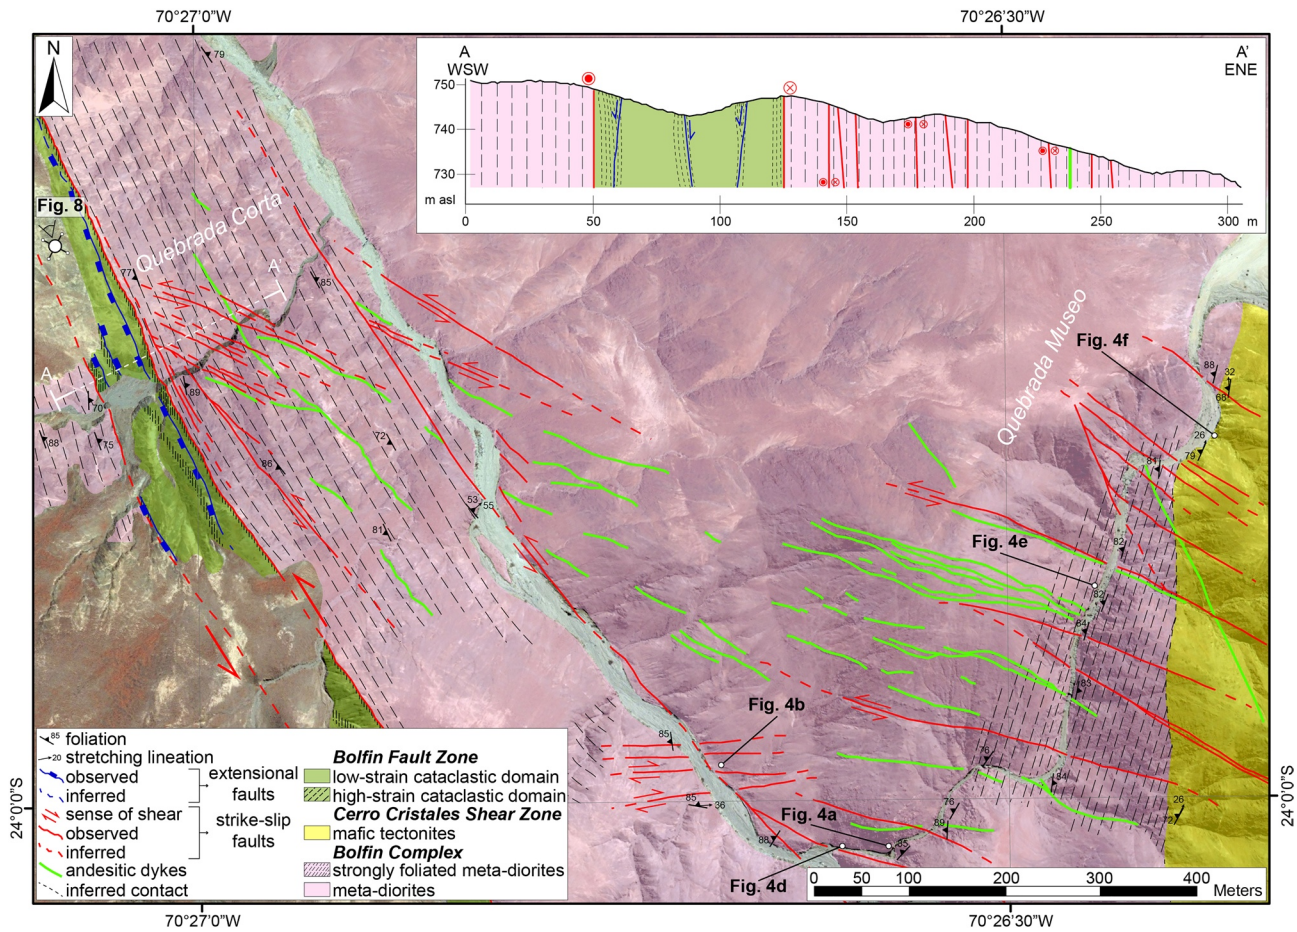 70°27'0"W
70°26'30"W
N
A
WSW
A'
ENE
750
740
730
m asl
0
50
100
150
200
250
300
m
79
Fig. 8
Quebrada Corta
77
A'
85
A
70
88
75
89
72
86
81
53
55
Quebrada Museo
Fig. 4f
88
32
68
26
79
81
Fig. 4e
82
82
84
83
Fig. 4b
85
85
36
76
84
76
89
26
72
Fig. 4a
88
85
Fig. 4d
85 foliation
20 stretching lineation
observed
inferred
extensional
faults
sense of shear
observed
inferred
strike-slip
faults
andesitic dykes
inferred contact
Bolfin Fault Zone
low-strain cataclastic domain
high-strain cataclastic domain
Cerro Cristales Shear Zone
mafic tectonites
Bolfin Complex
strongly foliated meta-diorites
meta-diorites
0 50 100 200 300 400
Meters
24°0'0"S
24°0'0"S
70°27'0"W
70°26'30"W